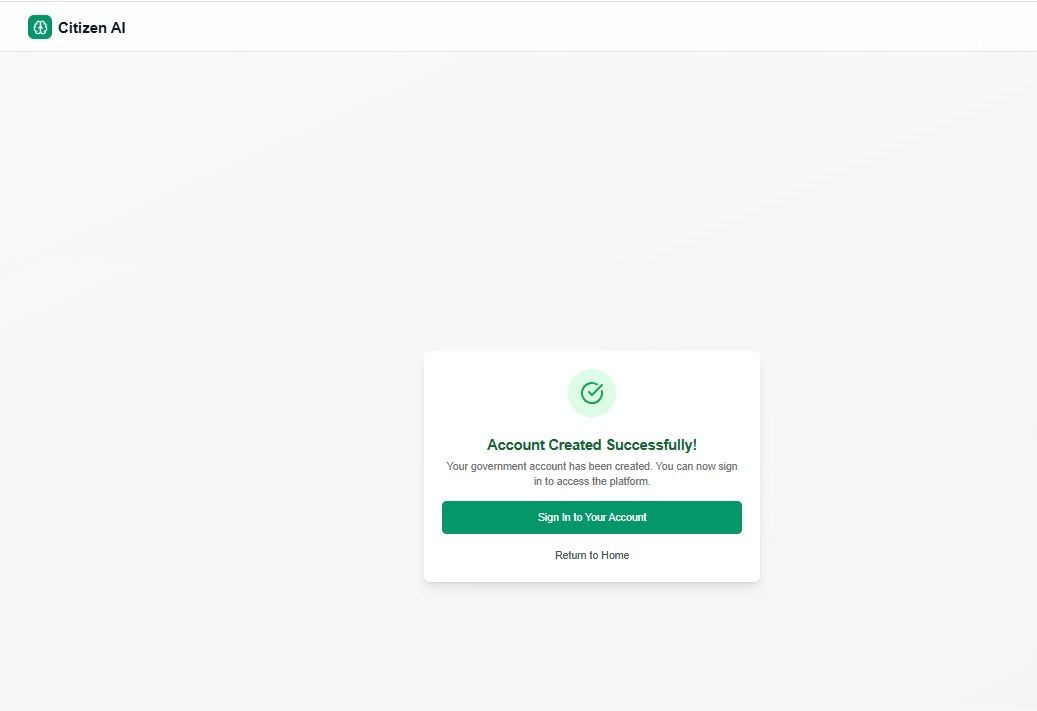 Citizen AI
Account Created Successfully!
Your government account has been created. You can now sign
in to access the platform.
Sign In to Your Account
Return to Home